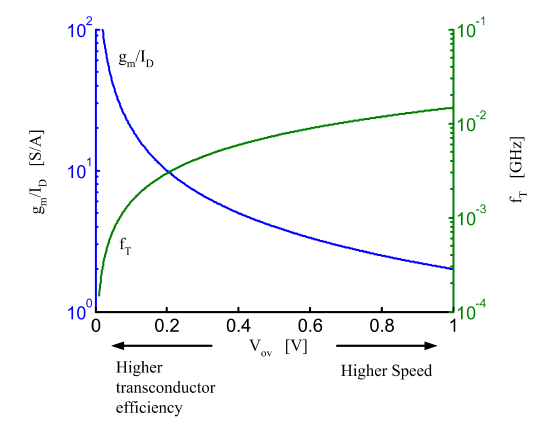 10^2
10^-1
g_m/I_D
10^-2
g_m/I_D [S/A]
10^1
f_T [GHz]
10^-3
f_T
10^0
10^-4
0 0.2 0.4 0.6 0.8 1
V_ov [V]
Higher
transconductor
efficiency
Higher Speed